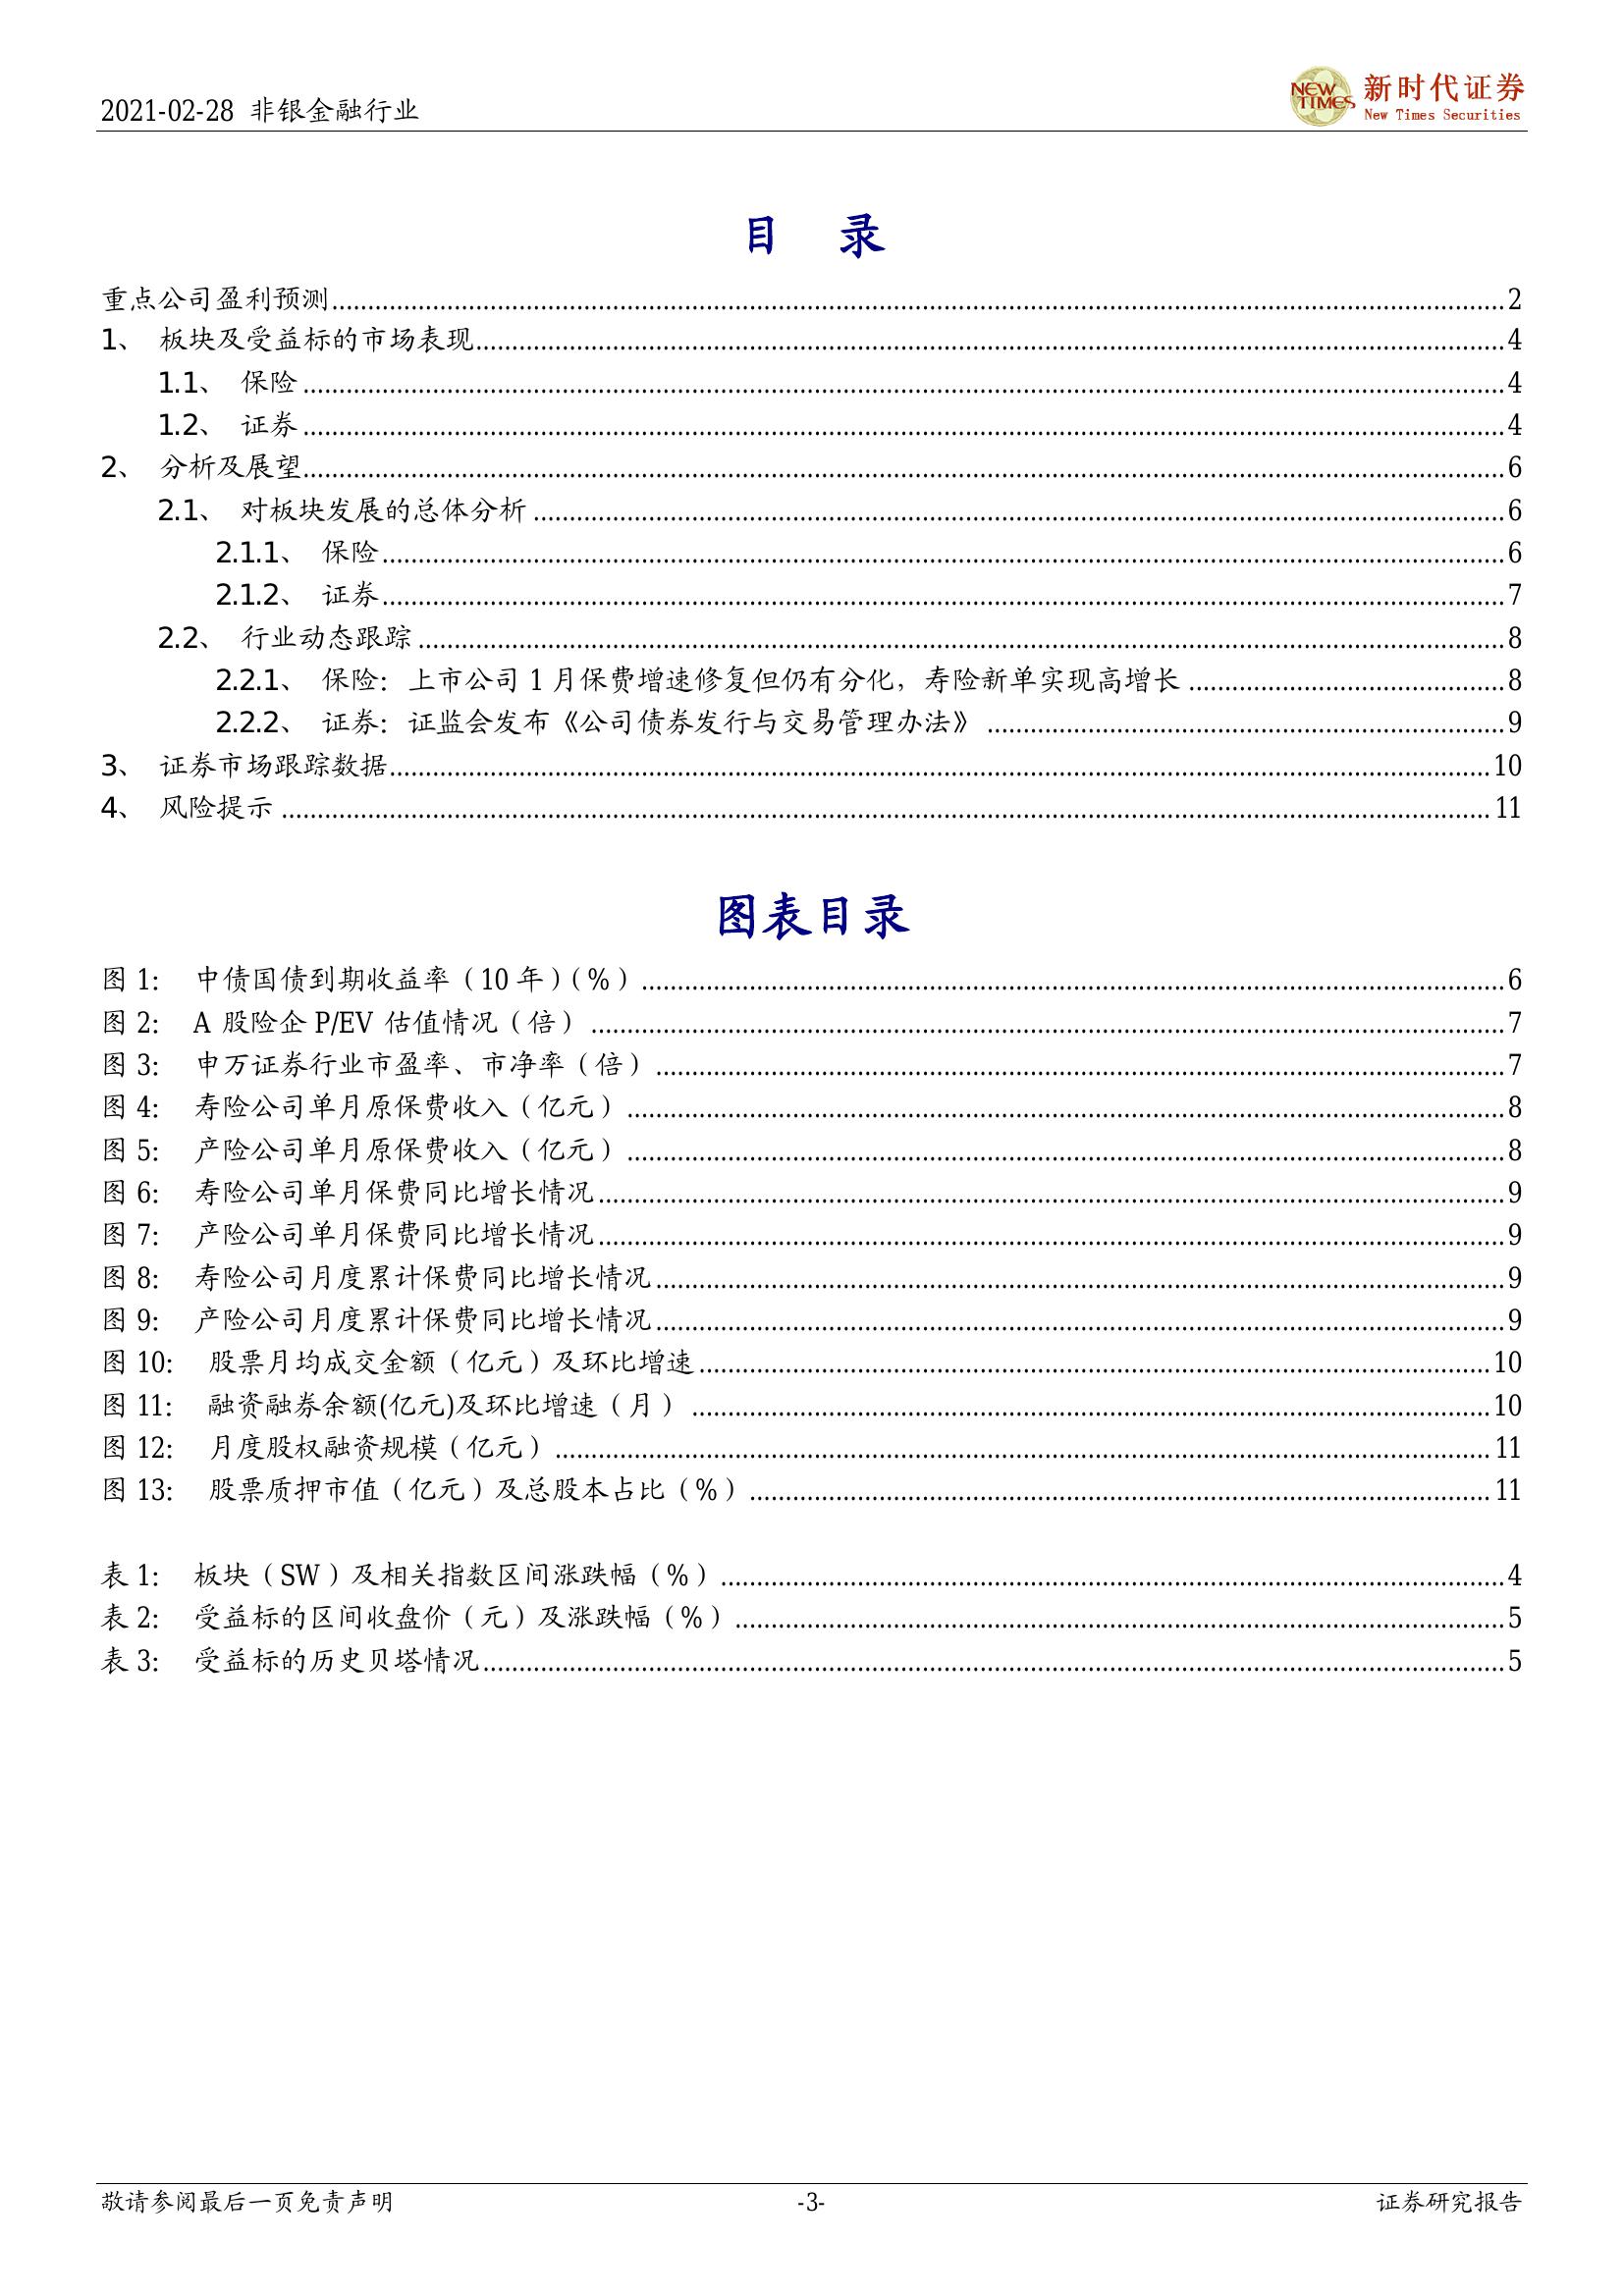 2021-02-28 非银金融行业
NEW TIMES 新时代证券
New Times Securities
目 录
重点公司盈利预测 2
1、 板块及受益标的市场表现 4
1.1、 保险 4
1.2、 证券 4
2、 分析及展望 6
2.1、 对板块发展的总体分析 6
2.1.1、 保险 6
2.1.2、 证券 7
2.2、 行业动态跟踪 8
2.2.1、 保险：上市公司 1 月保费增速修复但仍有分化，寿险新单实现高增长 8
2.2.2、 证券：证监会发布《公司债券发行与交易管理办法》 9
3、 证券市场跟踪数据 10
4、 风险提示 11
图表目录
图 1： 中债国债到期收益率（10 年）（%） 6
图 2： A 股险企 P/EV 估值情况（倍） 7
图 3： 申万证券行业市盈率、市净率（倍） 7
图 4： 寿险公司单月原保费收入（亿元） 8
图 5： 产险公司单月原保费收入（亿元） 8
图 6： 寿险公司单月保费同比增长情况 9
图 7： 产险公司单月保费同比增长情况 9
图 8： 寿险公司月度累计保费同比增长情况 9
图 9： 产险公司月度累计保费同比增长情况 9
图 10： 股票月均成交金额（亿元）及环比增速 10
图 11： 融资融券余额(亿元)及环比增速（月） 10
图 12： 月度股权融资规模（亿元） 11
图 13： 股票质押市值（亿元）及总股本占比（%） 11
表 1： 板块（SW）及相关指数区间涨跌幅（%） 4
表 2： 受益标的区间收盘价（元）及涨跌幅（%） 5
表 3： 受益标的历史贝塔情况 5
敬请参阅最后一页免责声明 -3- 证券研究报告